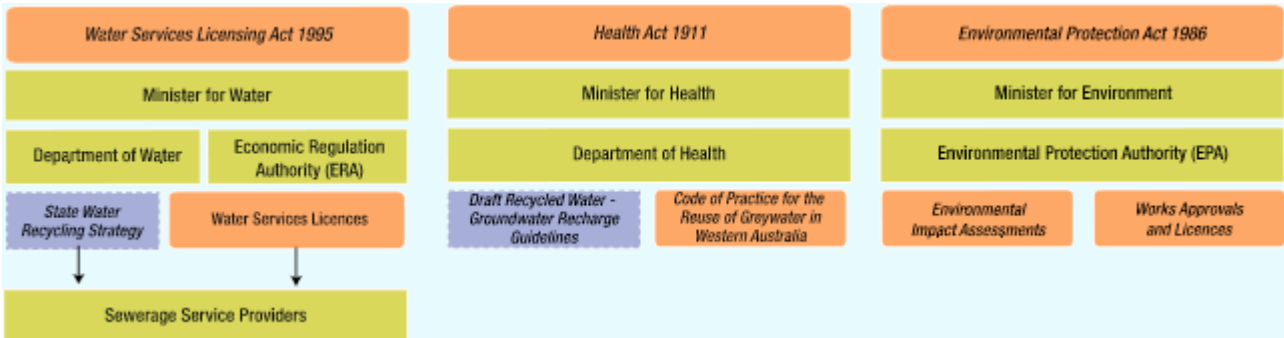 Water Services Licensing Act 1995
Health Act 1911
Environmental Protection Act 1986
Minister for Water
Minister for Health
Minister for Environment
Department of Water
Economic Regulation
Authority (ERA)
Department of Health
Environmental Protection Authority (EPA)
State Water
Recycling Strategy
Water Services Licences
Draft Recycled Water -
Groundwater Recharge
Guidelines
Code of Practice for the
Reuse of Greywater in
Western Australia
Environmental
Impact Assessments
Works Approvals
and Licences
Sewerage Service Providers